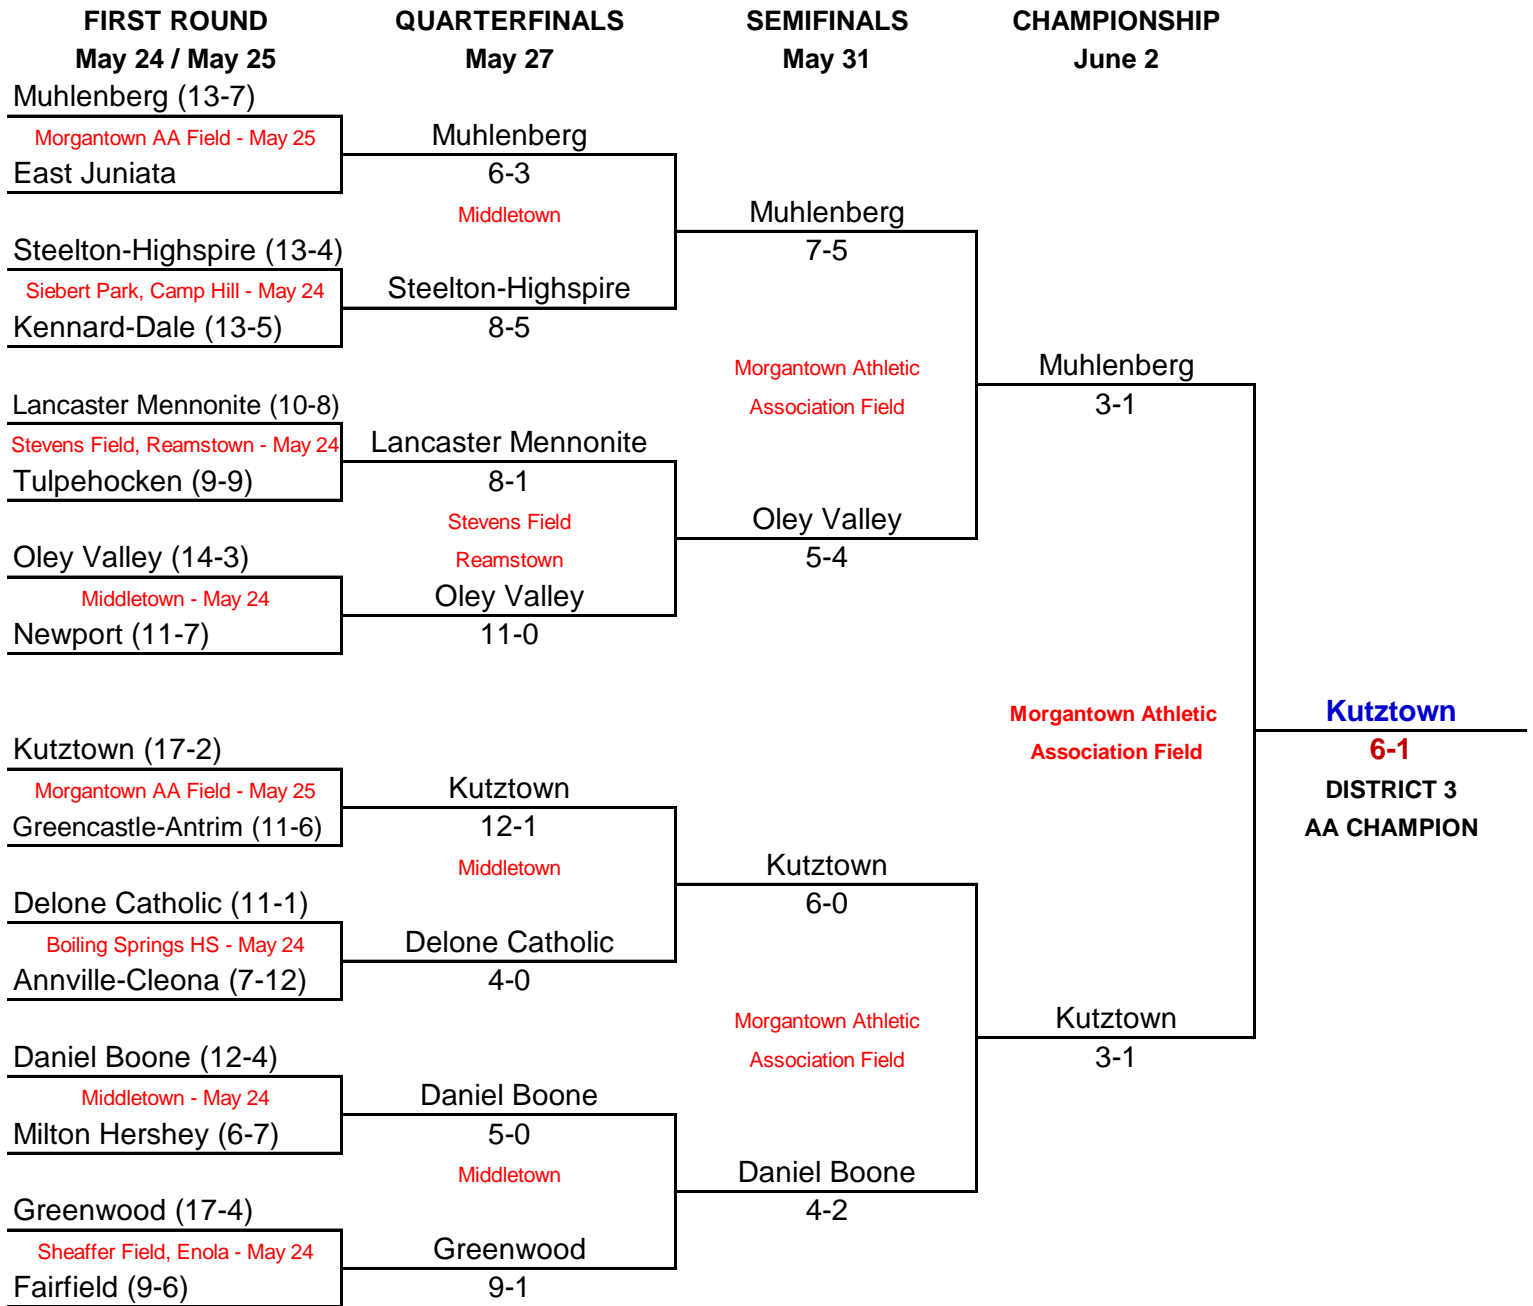 FIRST ROUND QUARTERFINALS SEMIFINALS CHAMPIONSHIP
May 24 / May 25 May 27 May 31 June 2
Muhlenberg (13-7)
Morgantown AA Field - May 25
East Juniata
Steelton-Highspire (13-4)
Siebert Park, Camp Hill - May 24
Kennard-Dale (13-5)
Lancaster Mennonite (10-8)
Stevens Field, Reamstown - May 24
Tulpehocken (9-9)
Oley Valley (14-3)
Middletown - May 24
Newport (11-7)
Kutztown (17-2)
Morgantown AA Field - May 25
Greencastle-Antrim (11-6)
Delone Catholic (11-1)
Boiling Springs HS - May 24
Annville-Cleona (7-12)
Daniel Boone (12-4)
Middletown - May 24
Milton Hershey (6-7)
Greenwood (17-4)
Sheaffer Field, Enola - May 24
Fairfield (9-6)
Muhlenberg
6-3
Middletown
Steelton-Highspire
8-5
Lancaster Mennonite
8-1
Stevens Field
Reamstown
Oley Valley
11-0
Kutztown
12-1
Middletown
Delone Catholic
4-0
Daniel Boone
5-0
Middletown
Greenwood
9-1
Muhlenberg
7-5
Morgantown Athletic
Association Field
Oley Valley
5-4
Kutztown
6-0
Morgantown Athletic
Association Field
Daniel Boone
4-2
Muhlenberg
3-1
Morgantown Athletic
Association Field
Kutztown
3-1
Kutztown
6-1
DISTRICT 3
AA CHAMPION